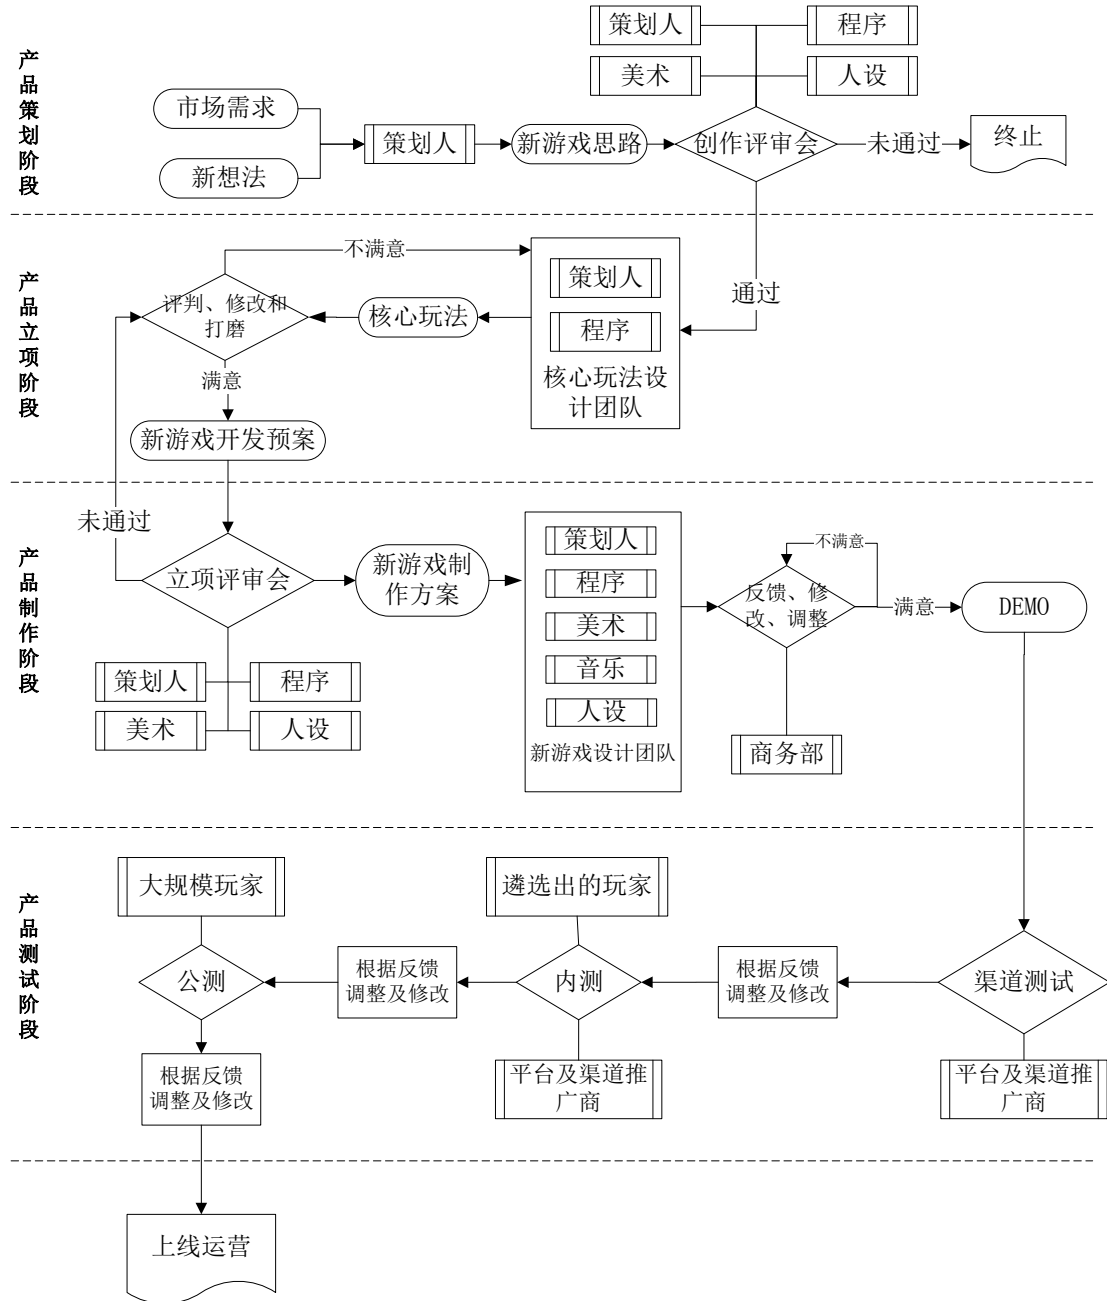 产品策划阶段
策划人
程序
美术
人设
市场需求
新想法
策划人
新游戏思路
创作评审会
未通过
终止
通过
产品立项阶段
不满意
评判、修改和
打磨
核心玩法
策划人
程序
核心玩法设
计团队
满意
新游戏开发预案
产品制作阶段
未通过
立项评审会
新游戏制
作方案
策划人
程序
美术
人设
策划人
程序
美术
音乐
人设
新游戏设计团队
不满意
反馈、修
改、调整
满意
DEMO
商务部
产品测试阶段
大规模玩家
遴选出的玩家
公测
根据反馈
调整及修改
内测
根据反馈
调整及修改
渠道测试
根据反馈
调整及修改
平台及渠道推
广商
平台及渠道推
广商
上线运营